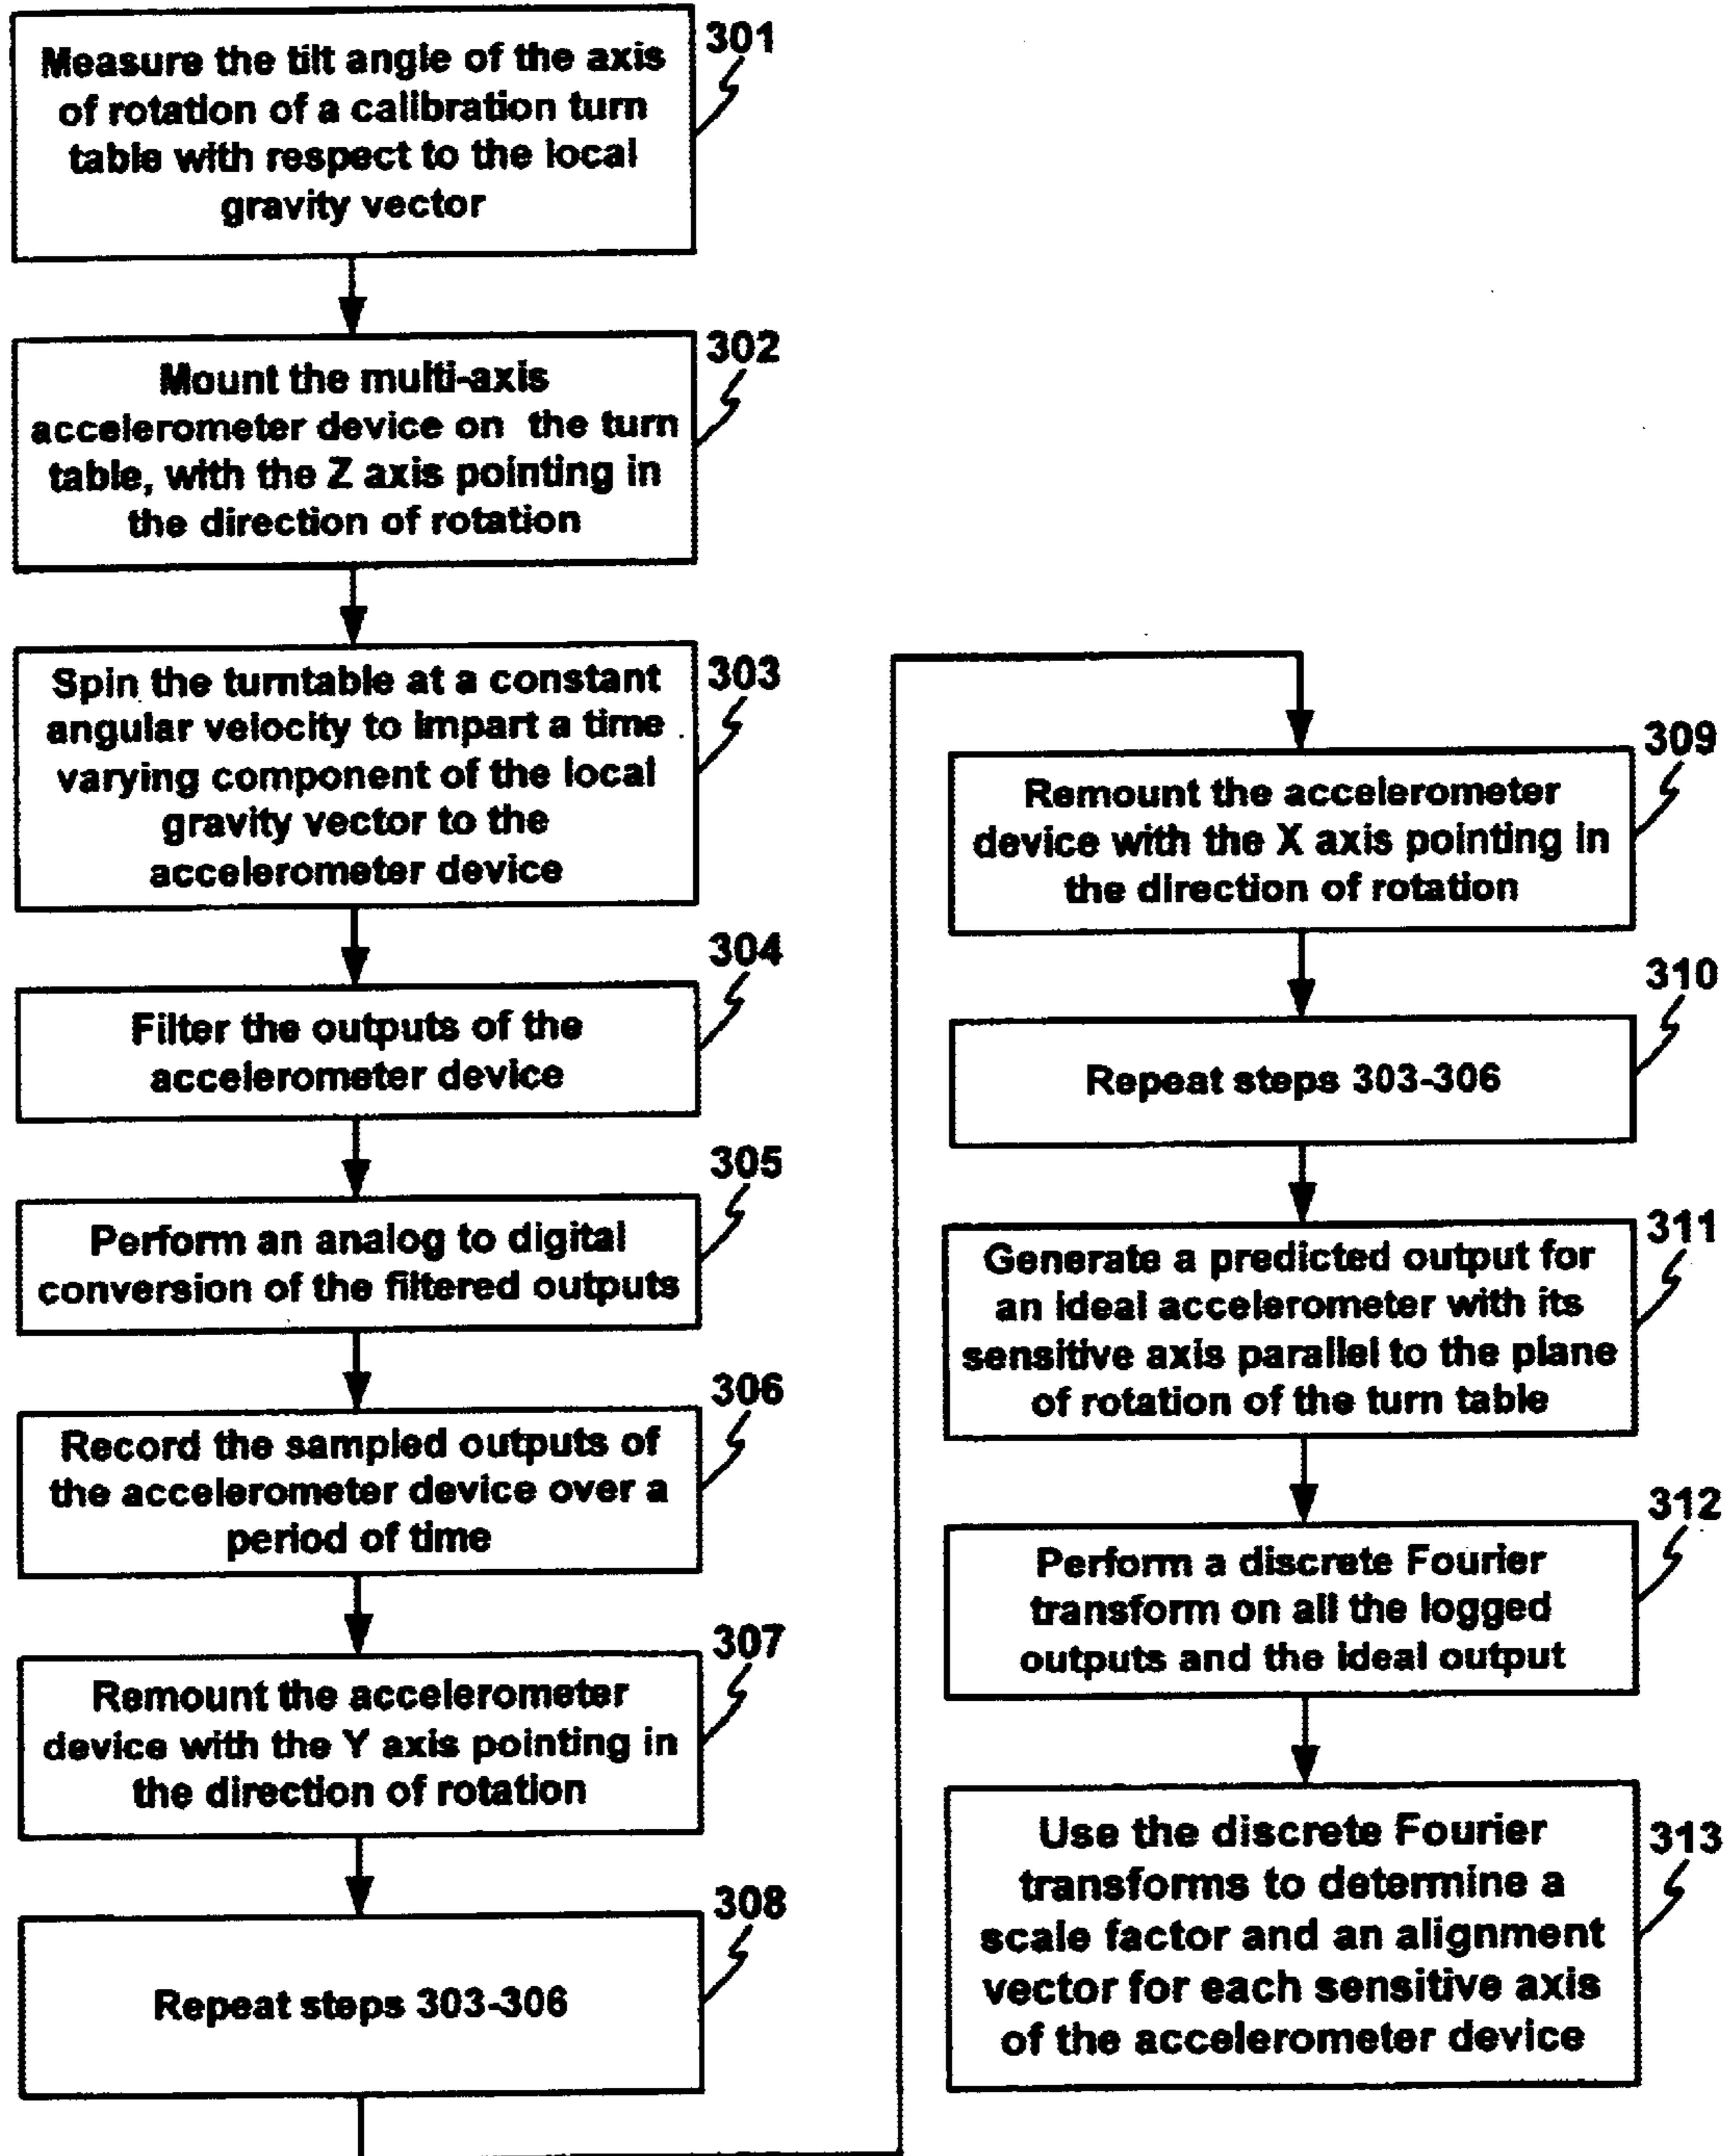 301
Measure the tilt angle of the axis
of rotation of a calibration turn
table with respect to the local
gravity vector
302
Mount the multi-axis
accelerometer device on the turn
table, with the Z axis pointing in
the direction of rotation
303
Spin the turntable at a constant
angular velocity to impart a time
varying component of the local
gravity vector to the
accelerometer device
304
Filter the outputs of the
accelerometer device
305
Perform an analog to digital
conversion of the filtered outputs
306
Record the sampled outputs of
the accelerometer device over a
period of time
307
Remount the accelerometer
device with the Y axis pointing in
the direction of rotation
308
Repeat steps 303-306
309
Remount the accelerometer
device with the X axis pointing in
the direction of rotation
310
Repeat steps 303-306
311
Generate a predicted output for
an ideal accelerometer with its
sensitive axis parallel to the plane
of rotation of the turn table
312
Perform a discrete Fourier
transform on all the logged
outputs and the ideal output
313
Use the discrete Fourier
transforms to determine a
scale factor and an alignment
vector for each sensitive axis
of the accelerometer device